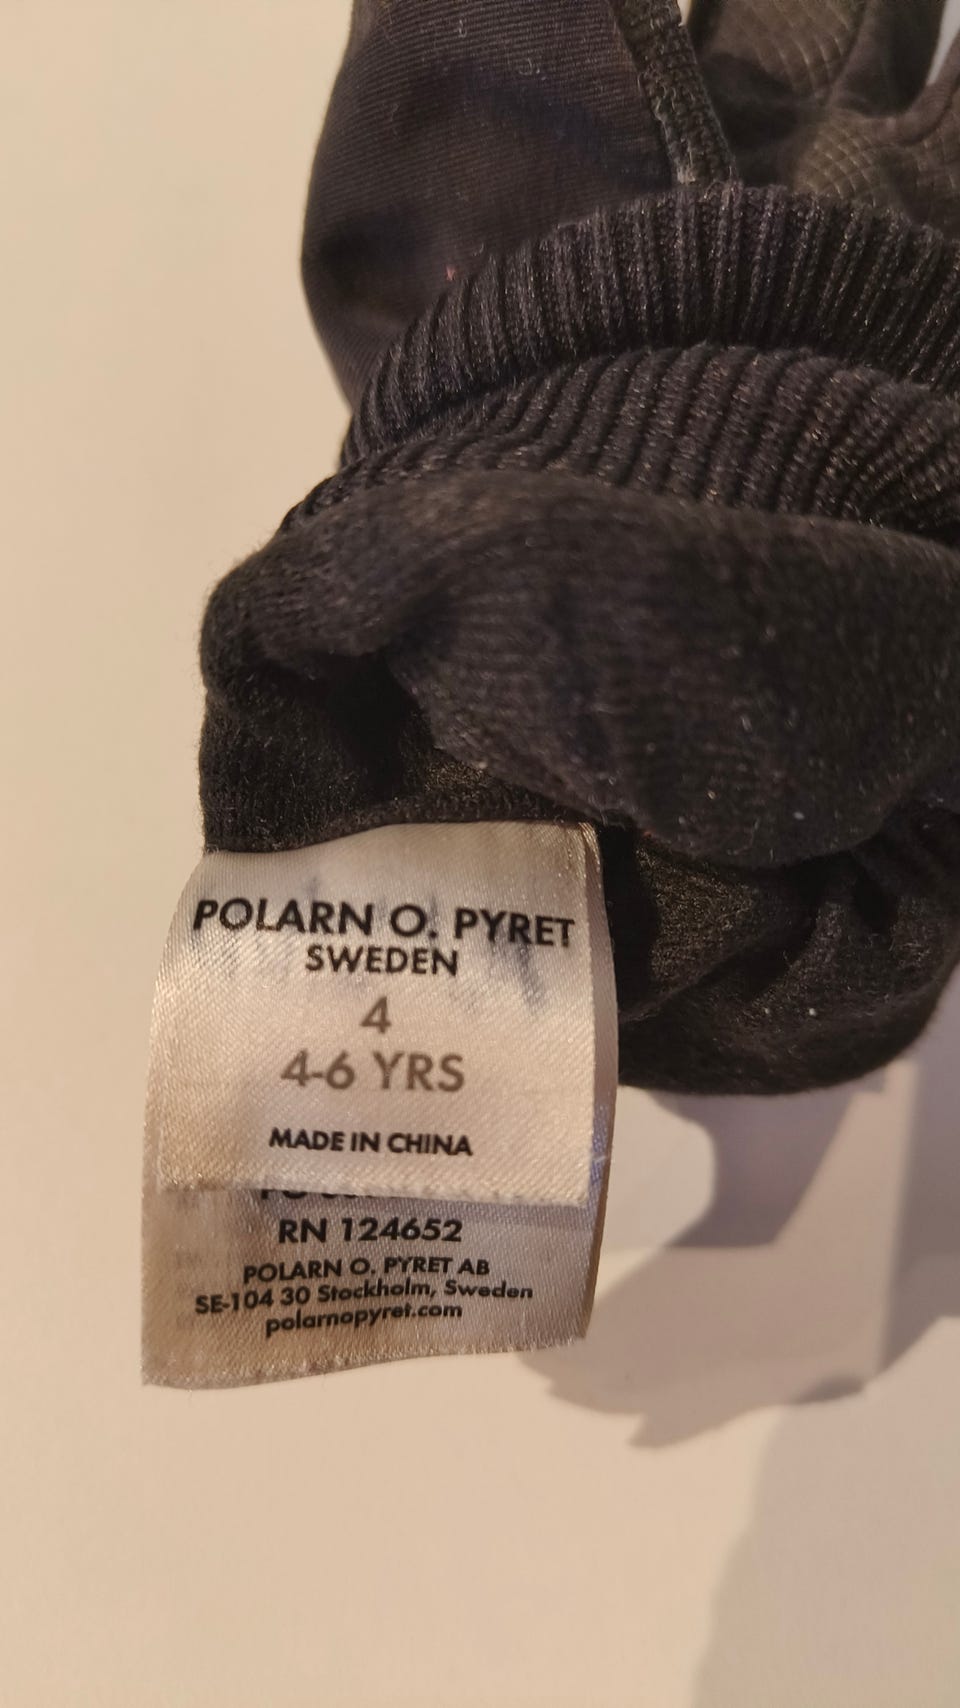 POLARN O. PYRET
SWEDEN
4
4-6 YRS
MADE IN CHINA
RN 124652
POLARN O. PYRET AB
SE-104 30 Stockholm, Sweden
polarnopyret.com